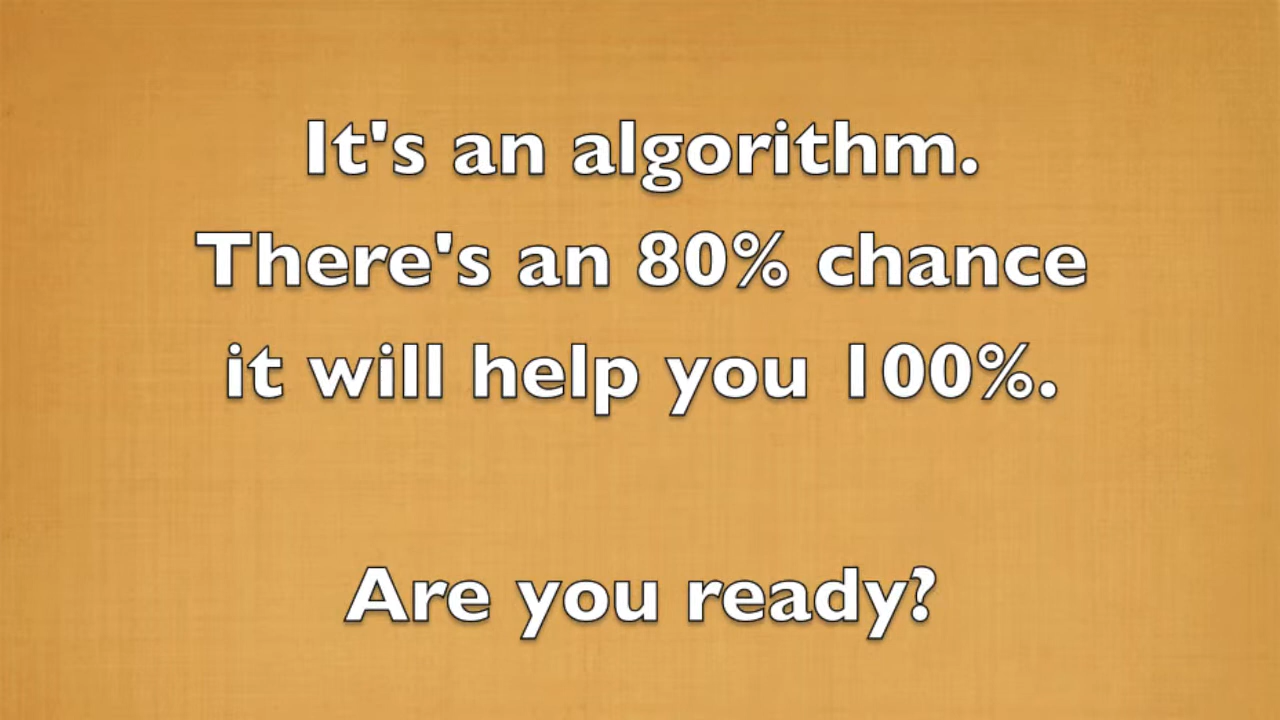 It's an algorithm.
There's an 80% chance
it will help you 100%.
Are you ready?